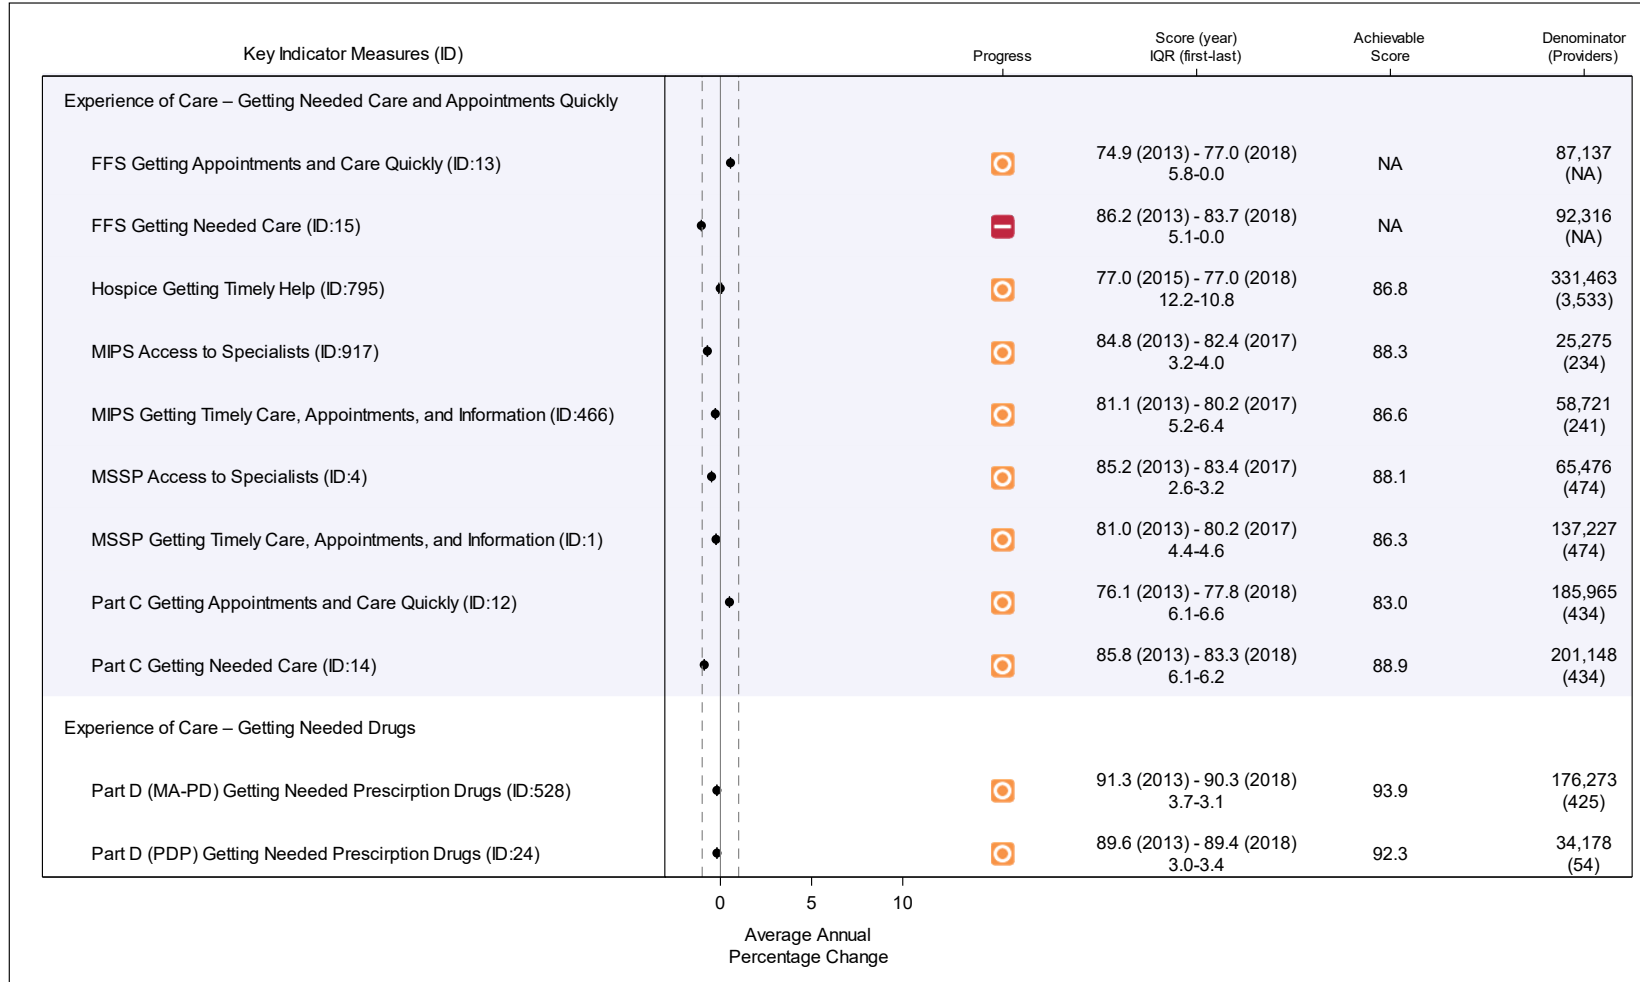 Key Indicator Measures (ID)
Progress
Score (year)
IQR (first-last)
Achievable
Score
Denominator
(Providers)
Experience of Care – Getting Needed Care and Appointments Quickly
FFS Getting Appointments and Care Quickly (ID:13)
74.9 (2013) - 77.0 (2018)
5.8-0.0
NA
87,137
(NA)
FFS Getting Needed Care (ID:15)
86.2 (2013) - 83.7 (2018)
5.1-0.0
NA
92,316
(NA)
Hospice Getting Timely Help (ID:795)
77.0 (2015) - 77.0 (2018)
12.2-10.8
86.8
331,463
(3,533)
MIPS Access to Specialists (ID:917)
84.8 (2013) - 82.4 (2017)
3.2-4.0
88.3
25,275
(234)
MIPS Getting Timely Care, Appointments, and Information (ID:466)
81.1 (2013) - 80.2 (2017)
5.2-6.4
86.6
58,721
(241)
MSSP Access to Specialists (ID:4)
85.2 (2013) - 83.4 (2017)
2.6-3.2
88.1
65,476
(474)
MSSP Getting Timely Care, Appointments, and Information (ID:1)
81.0 (2013) - 80.2 (2017)
4.4-4.6
86.3
137,227
(474)
Part C Getting Appointments and Care Quickly (ID:12)
76.1 (2013) - 77.8 (2018)
6.1-6.6
83.0
185,965
(434)
Part C Getting Needed Care (ID:14)
85.8 (2013) - 83.3 (2018)
6.1-6.2
88.9
201,148
(434)
Experience of Care – Getting Needed Drugs
Part D (MA-PD) Getting Needed Prescirption Drugs (ID:528)
91.3 (2013) - 90.3 (2018)
3.7-3.1
93.9
176,273
(425)
Part D (PDP) Getting Needed Prescirption Drugs (ID:24)
89.6 (2013) - 89.4 (2018)
3.0-3.4
92.3
34,178
(54)
0 5 10
Average Annual
Percentage Change